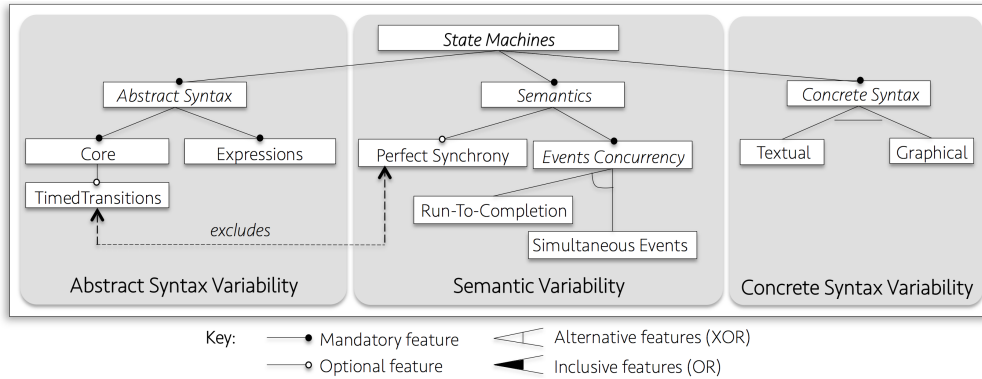 State Machines
Abstract Syntax
Semantics
Concrete Syntax
Core
Expressions
Perfect Synchrony
Events Concurrency
Textual
Graphical
TimedTransitions
Run-To-Completion
excludes
Simultaneous Events
Abstract Syntax Variability
Semantic Variability
Concrete Syntax Variability
Key:
Mandatory feature
Alternative features (XOR)
Optional feature
Inclusive features (OR)